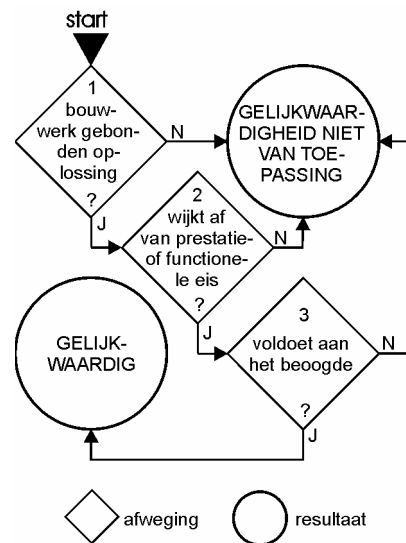 start
1
bouw-
werk gebon-
den op-
lossing
?
N
J
GELIJKWAAR-
DIGHEID NIET
VAN TOE-
PASSING
2
wijkt af
van prestatie-
of functione-
le eis
?
N
J
3
voldoet aan
het beoogde
?
N
J
GELIJK-
WAARDIG
afweging
resultaat